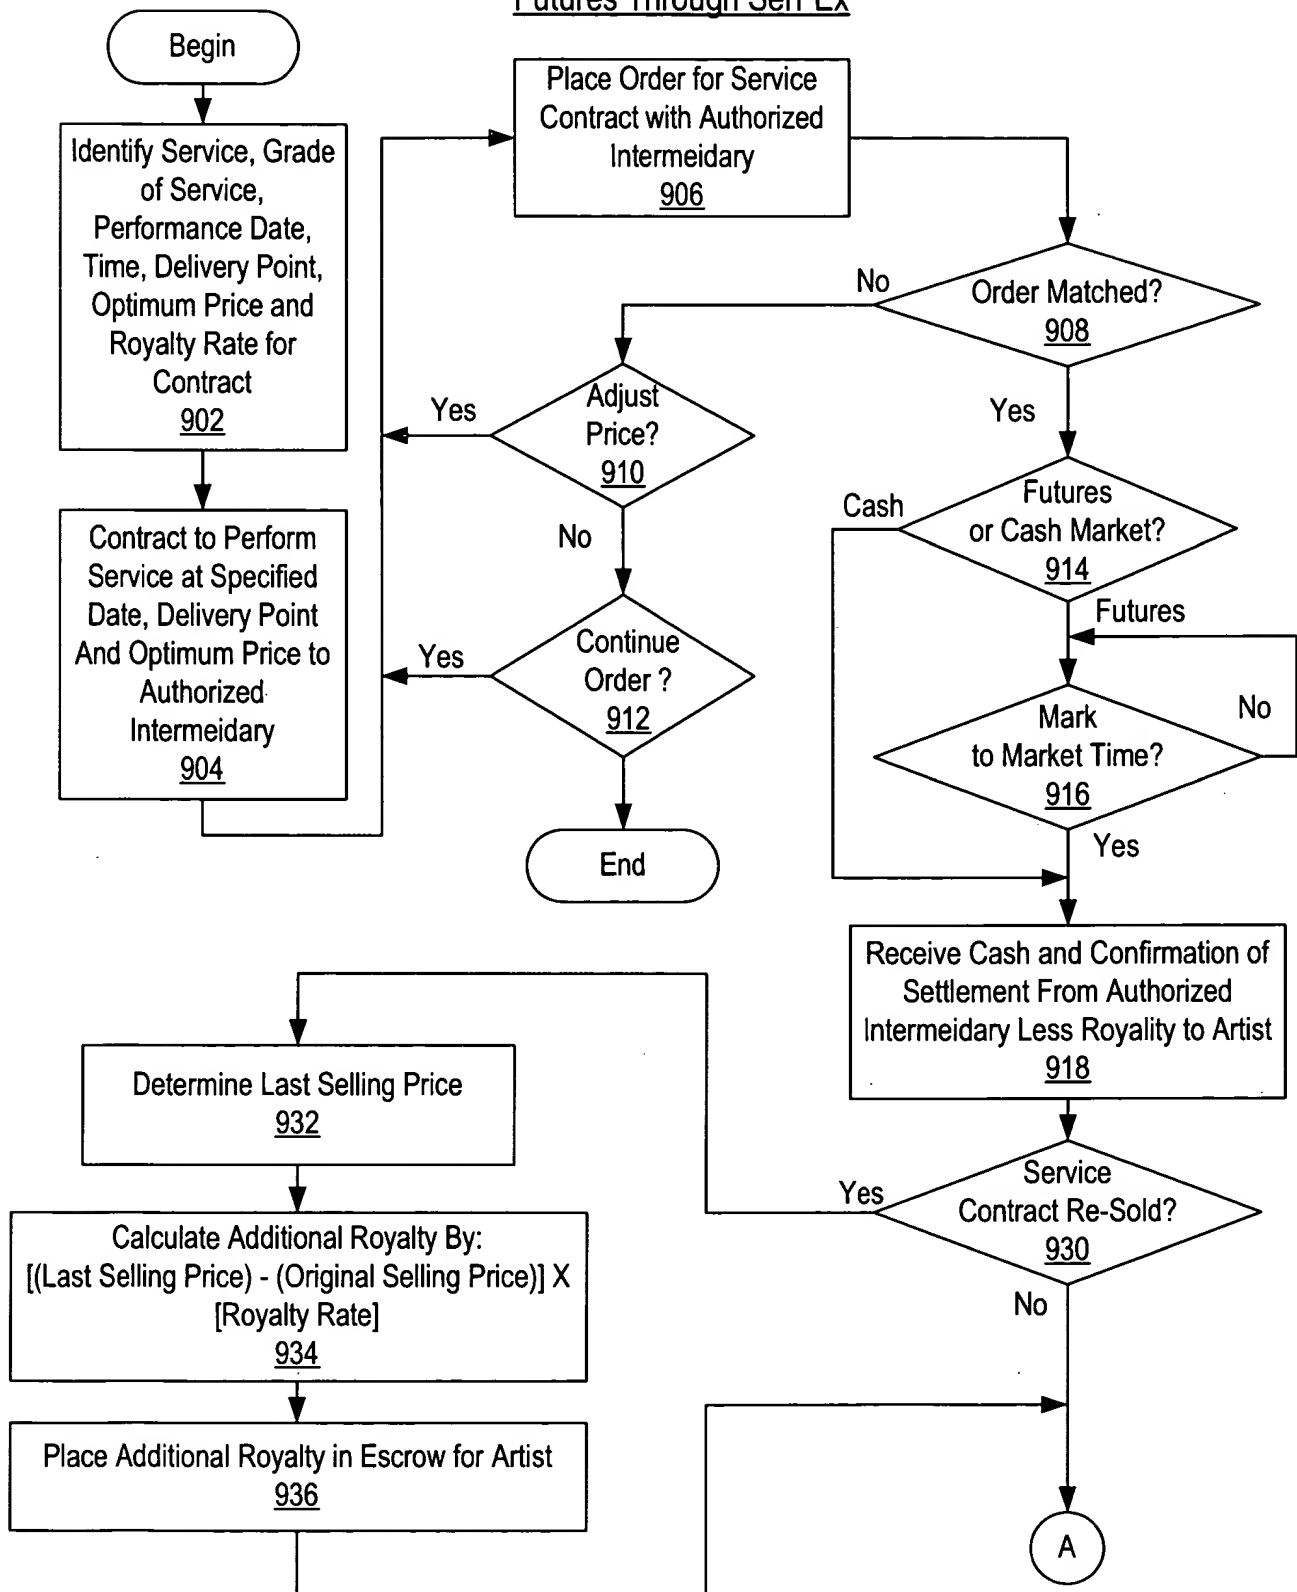 Futures Through Serf Ex
Begin
Identify Service, Grade
of Service,
Performance Date,
Time, Delivery Point,
Optimum Price and
Royalty Rate for
Contract
902
Contract to Perform
Service at Specified
Date, Delivery Point
And Optimum Price to
Authorized
Intermeidary
904
Place Order for Service
Contract with Authorized
Intermeidary
906
Order Matched?
908
No
Yes
Adjust
Price?
910
Yes
No
Continue
Order ?
912
Yes
End
Futures
or Cash Market?
914
Cash
Futures
Mark
to Market Time?
916
No
Yes
Receive Cash and Confirmation of
Settlement From Authorized
Intermeidary Less Royality to Artist
918
Service
Contract Re-Sold?
930
Yes
No
Determine Last Selling Price
932
Calculate Additional Royalty By:
[(Last Selling Price) - (Original Selling Price)] X
[Royalty Rate]
934
Place Additional Royalty in Escrow for Artist
936
A